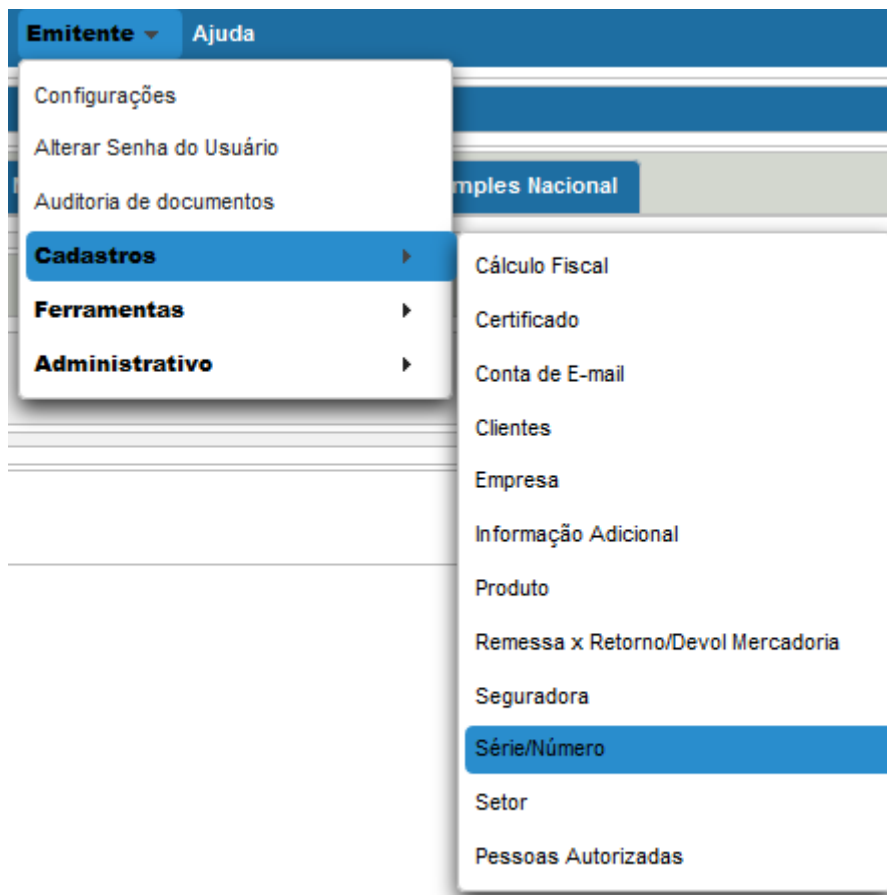 Emitente Ajuda
Configurações
Alterar Senha do Usuário
Auditoria de documentos
Nacional
Cadastros
Ferramentas
Administrativo
Cálculo Fiscal
Certificado
Conta de E-mail
Clientes
Empresa
Informação Adicional
Produto
Remessa x Retorno/Devol Mercadoria
Seguradora
Série/Número
Setor
Pessoas Autorizadas